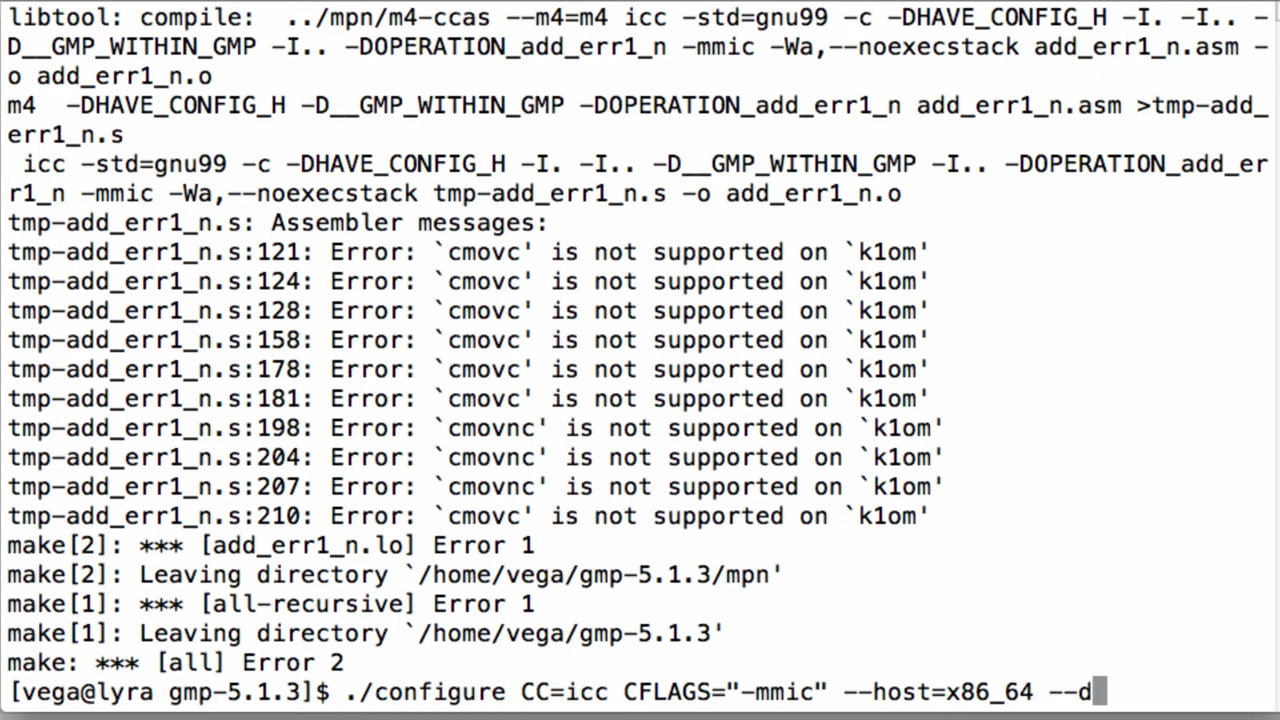 libtool: compile:  ../mpn/m4-ccas --m4=m4 icc -std=gnu99 -c -DHAVE_CONFIG_H -I. -I.. -
D__GMP_WITHIN_GMP -I.. -DOPERATION_add_err1_n -mmic -Wa,--noexecstack add_err1_n.asm -
o add_err1_n.o
m4  -DHAVE_CONFIG_H -D__GMP_WITHIN_GMP -DOPERATION_add_err1_n add_err1_n.asm >tmp-add_
err1_n.s
 icc -std=gnu99 -c -DHAVE_CONFIG_H -I. -I.. -D__GMP_WITHIN_GMP -I.. -DOPERATION_add_er
r1_n -mmic -Wa,--noexecstack tmp-add_err1_n.s -o add_err1_n.o
tmp-add_err1_n.s: Assembler messages:
tmp-add_err1_n.s:121: Error: `cmovc' is not supported on `k1om'
tmp-add_err1_n.s:124: Error: `cmovc' is not supported on `k1om'
tmp-add_err1_n.s:128: Error: `cmovc' is not supported on `k1om'
tmp-add_err1_n.s:158: Error: `cmovc' is not supported on `k1om'
tmp-add_err1_n.s:178: Error: `cmovc' is not supported on `k1om'
tmp-add_err1_n.s:181: Error: `cmovc' is not supported on `k1om'
tmp-add_err1_n.s:198: Error: `cmovnc' is not supported on `k1om'
tmp-add_err1_n.s:204: Error: `cmovnc' is not supported on `k1om'
tmp-add_err1_n.s:207: Error: `cmovnc' is not supported on `k1om'
tmp-add_err1_n.s:210: Error: `cmovc' is not supported on `k1om'
make[2]: *** [add_err1_n.lo] Error 1
make[2]: Leaving directory `/home/vega/gmp-5.1.3/mpn'
make[1]: *** [all-recursive] Error 1
make[1]: Leaving directory `/home/vega/gmp-5.1.3'
make: *** [all] Error 2
[vega@lyra gmp-5.1.3]$ ./configure CC=icc CFLAGS="-mmic" --host=x86_64 --d